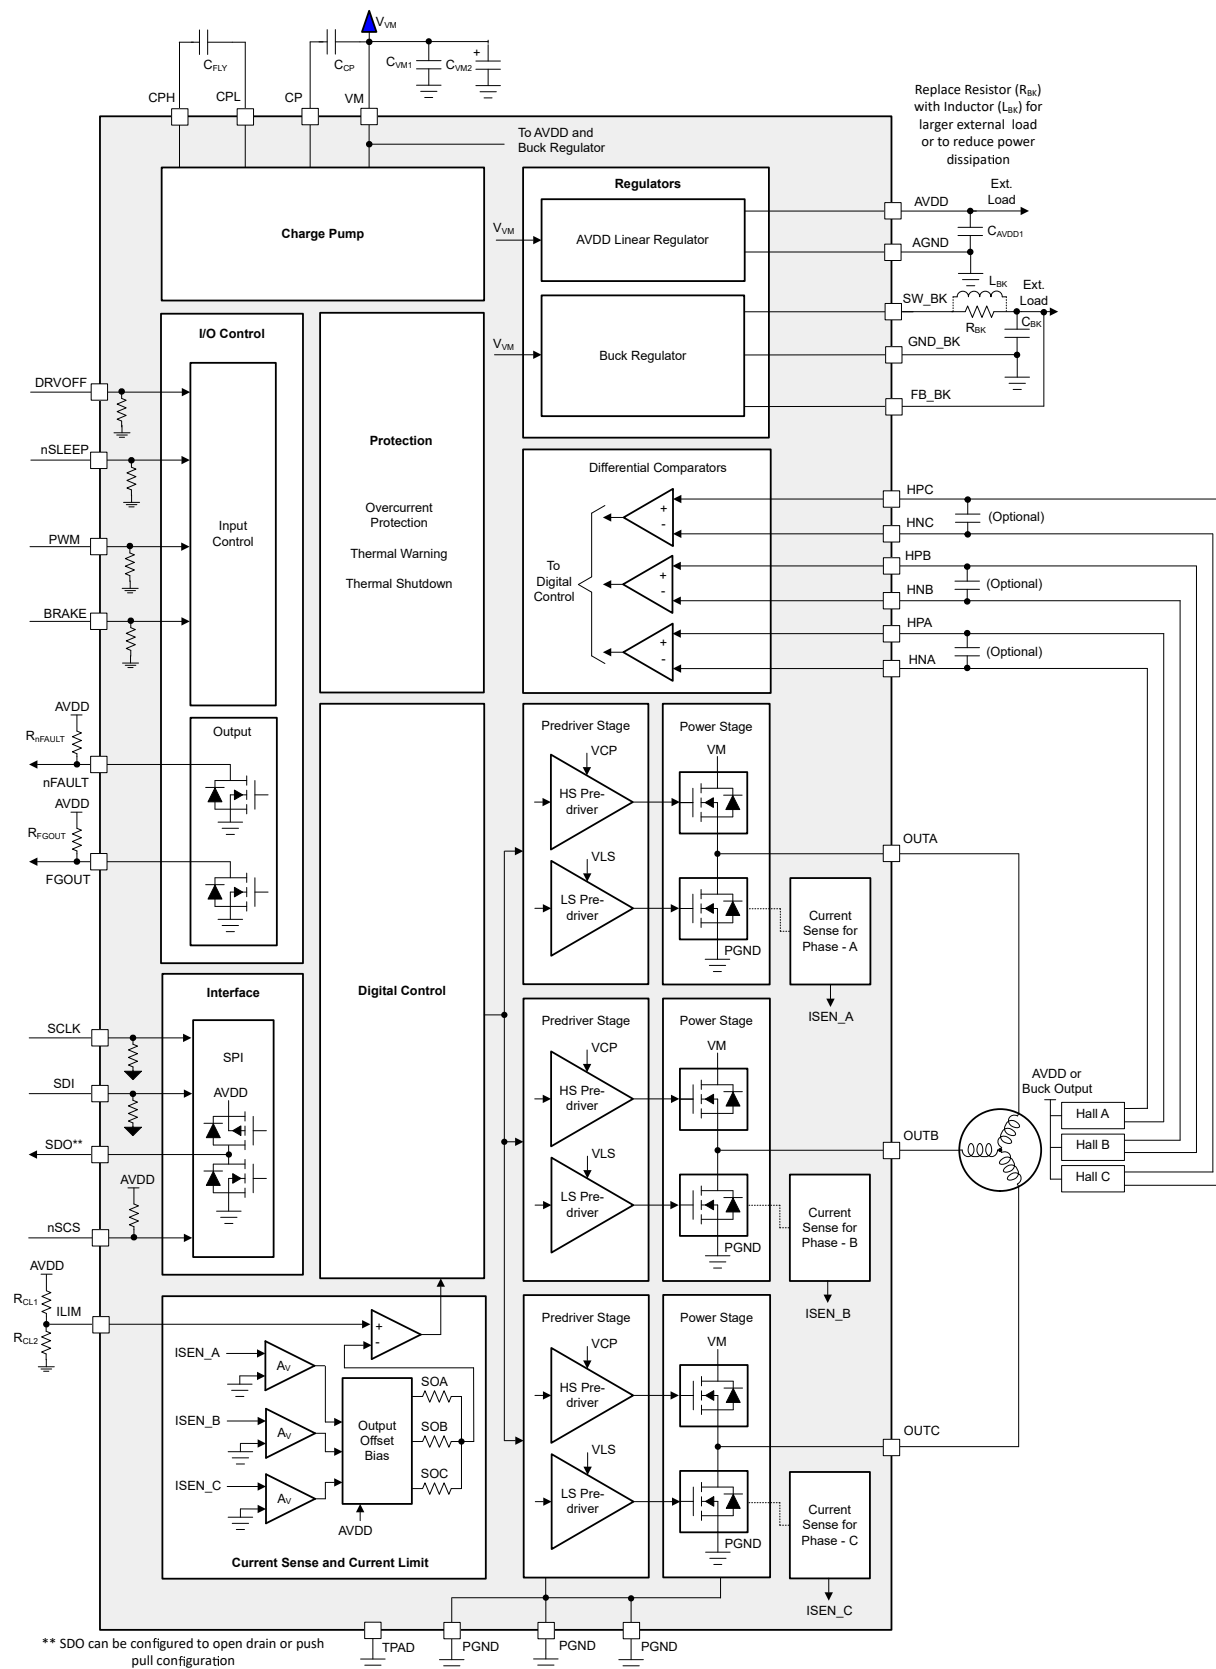 V_VM
C_FLY
C_CP
C_VM1
+
C_VM2
CPH
CPL
CP
VM
To AVDD and
Buck Regulator
Replace Resistor (R_BK)
with Inductor (L_BK) for
larger external load
or to reduce power
dissipation
Charge Pump
Regulators
V_VM
AVDD Linear Regulator
AVDD
Ext.
Load
C_AVDD1
AGND
V_VM
Buck Regulator
SW_BK
L_BK
R_BK
Ext.
Load
C_BK
GND_BK
FB_BK
I/O Control
DRVOFF
nSLEEP
PWM
BRAKE
Input
Control
Protection
Overcurrent
Protection
Thermal Warning
Thermal Shutdown
Differential Comparators
To
Digital
Control
+
-
+
-
+
-
HPC
HNC
(Optional)
HPB
HNB
(Optional)
HPA
HNA
(Optional)
AVDD
R_nFAULT
nFAULT
AVDD
R_FGOUT
FGOUT
Output
Digital Control
Predriver Stage
VCP
HS Pre-
driver
VLS
LS Pre-
driver
Power Stage
VM
PGND
OUTA
Current
Sense for
Phase - A
ISEN_A
Interface
SCLK
SDI
SDO**
AVDD
nSCS
SPI
AVDD
Predriver Stage
VCP
HS Pre-
driver
VLS
LS Pre-
driver
Power Stage
VM
PGND
OUTB
Current
Sense for
Phase - B
ISEN_B
AVDD or
Buck Output
Hall A
Hall B
Hall C
AVDD
R_CL1
ILIM
R_CL2
+
-
ISEN_A
A_V
ISEN_B
A_V
ISEN_C
A_V
Output
Offset
Bias
SOA
SOB
SOC
AVDD
Current Sense and Current Limit
Predriver Stage
VCP
HS Pre-
driver
VLS
LS Pre-
driver
Power Stage
VM
PGND
OUTC
Current
Sense for
Phase - C
ISEN_C
TPAD
PGND
PGND
PGND
** SDO can be configured to open drain or push
pull configuration